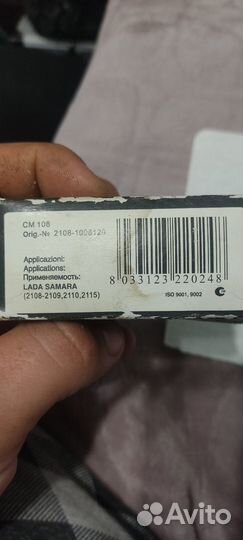 CM 108
Orig.-№ 2108-1006120
Applicazioni:
Applications:
Применяемость:
LADA SAMARA
(2108-2109,2110,2115)
8 033123 220248
ISO 9001, 9002
Avito